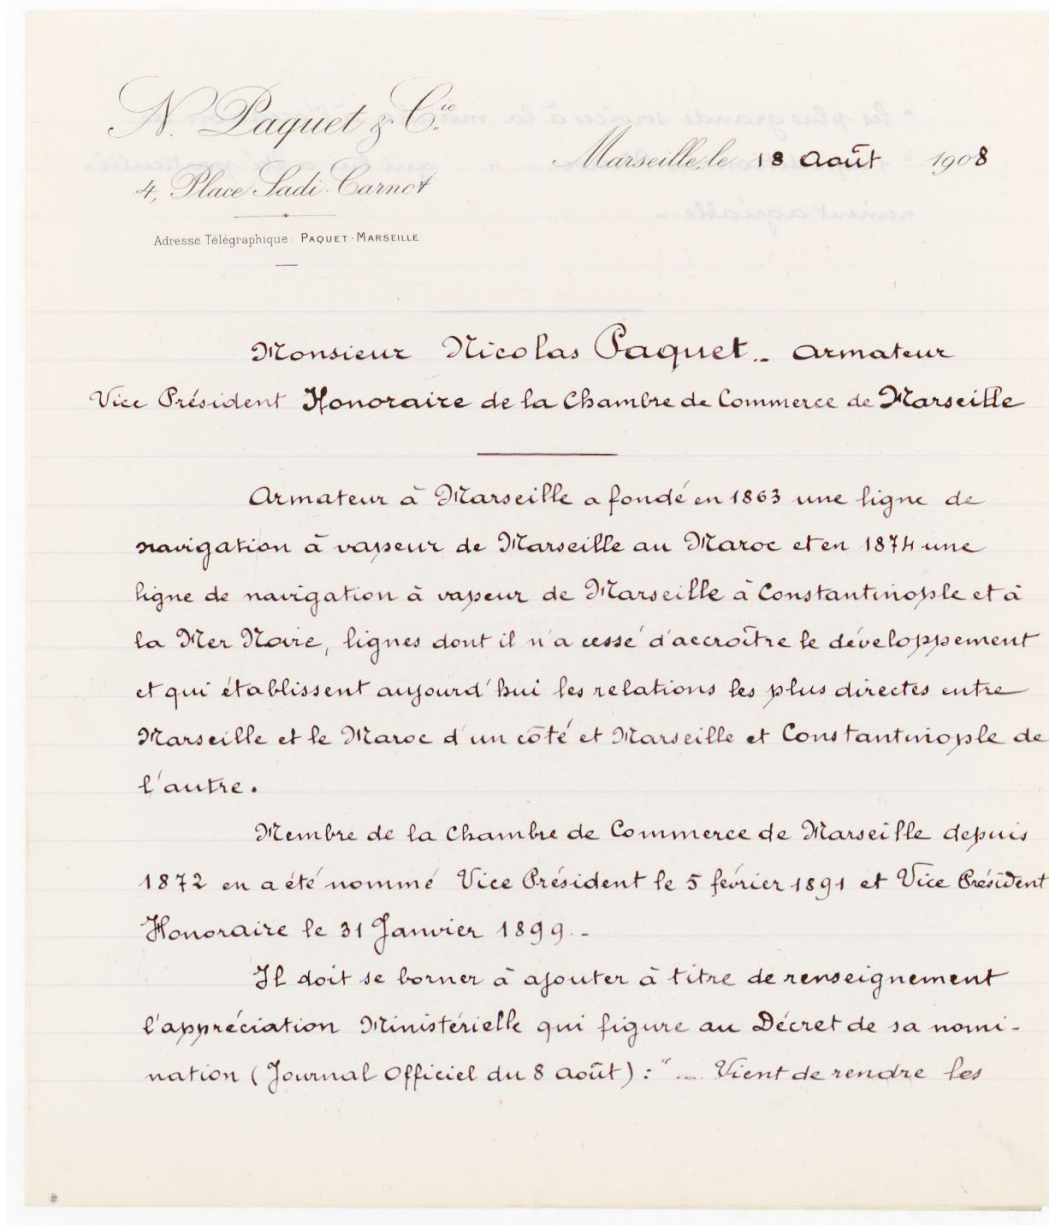 N. Paquet & Cie.
4, Place Sadi-Carnot
Adresse Télégraphique: PAQUET-MARSEILLE
Marseille, le 18 août 1908
Monsieur Nicolas Paquet.. armateur
Vice Président Honoraire de la Chambre de Commerce de Marseille
Armateur à Marseille a fondé en 1863 une ligne de
navigation à vapeur de Marseille au Maroc et en 1874 une
ligne de navigation à vapeur de Marseille à Constantinople et à
la Mer Noire, lignes dont il n'a cessé d'accroître le développement
et qui établissent aujourd'hui les relations les plus directes entre
Marseille et le Maroc d'un côté et Marseille et Constantinople de
l'autre.
Membre de la Chambre de Commerce de Marseille depuis
1872 en a été nommé Vice Président le 5 février 1891 et Vice Président
Honoraire le 31 Janvier 1899.-
Il doit se borner à ajouter à titre de renseignement
l'appréciation Ministérielle qui figure au Décret de sa nomi-
nation (Journal Officiel du 8 août) : "... Vient de rendre les